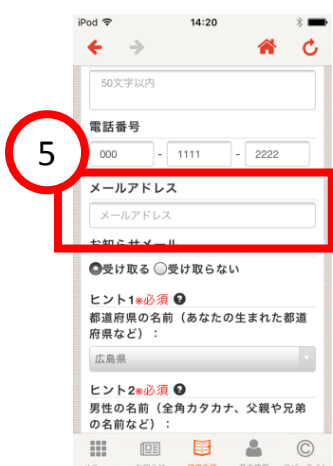 iPod 14:20
50文字以内
電話番号
000 - 1111 - 2222
5
メールアドレス
メールアドレス
お知らせメール
受け取る 受け取らない
ヒント1※必須 ?
都道府県の名前（あなたの生まれた都道
府県など）：
広島県
ヒント2※必須 ?
男性の名前（全角カタカナ、父親や兄弟
の名前など）：